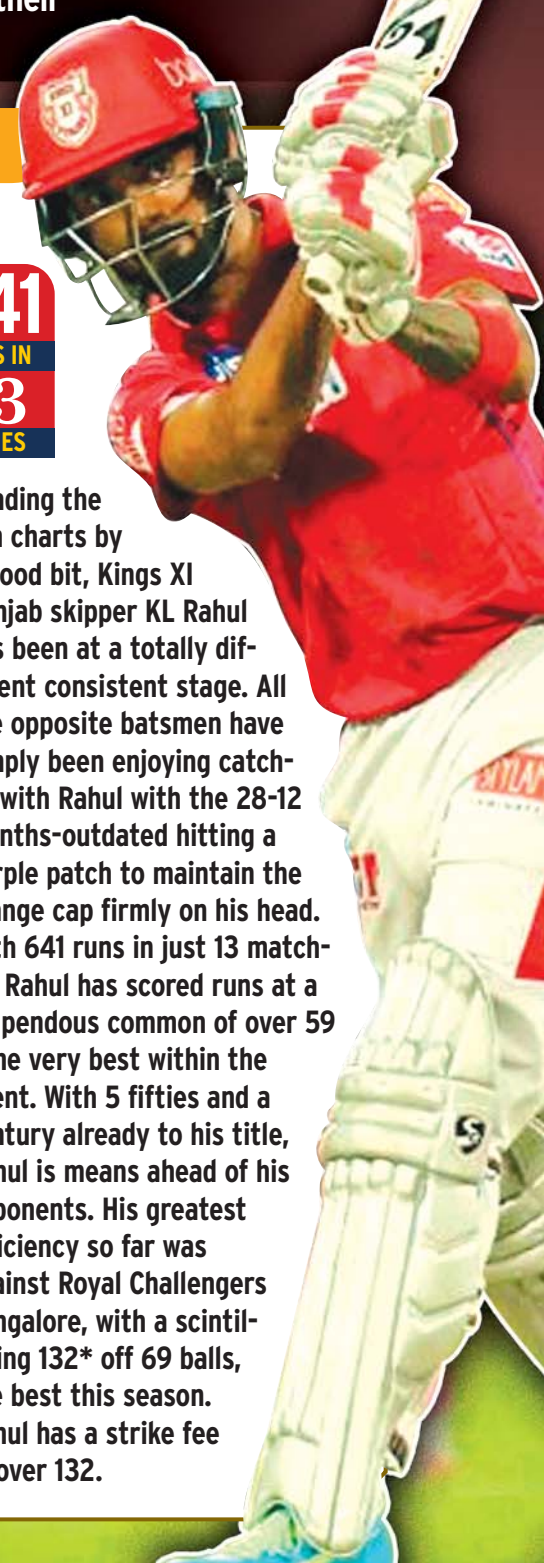 their
41
S IN
3
ES
ding the
charts by
ood bit, Kings XI
njab skipper KL Rahul
s been at a totally dif-
ent consistent stage. All
e opposite batsmen have
ply been enjoying catch-
with Rahul with the 28-12
nths-outdated hitting a
rple patch to maintain the
nge cap firmly on his head.
th 641 runs in just 13 match-
Rahul has scored runs at a
pendous common of over 59
he very best within the
ent. With 5 fifties and a
ntury already to his title,
hul is means ahead of his
ponents. His greatest
iciency so far was
ainst Royal Challengers
ngalore, with a scintil-
ing 132* off 69 balls,
e best this season.
hul has a strike fee
over 132.